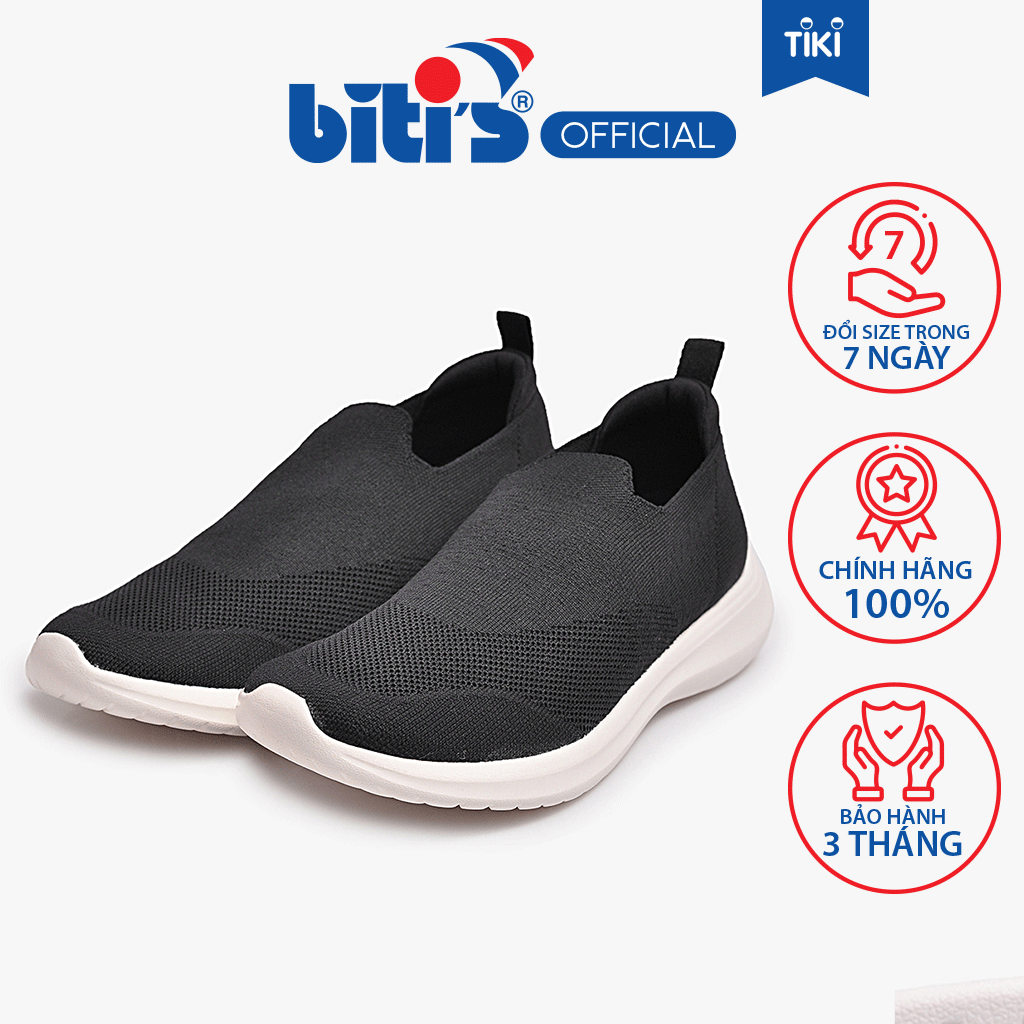 TiKi
biti's®
OFFICIAL
7
ĐỔI SIZE TRONG
7 NGÀY
CHÍNH HÃNG
100%
BẢO HÀNH
3 THÁNG